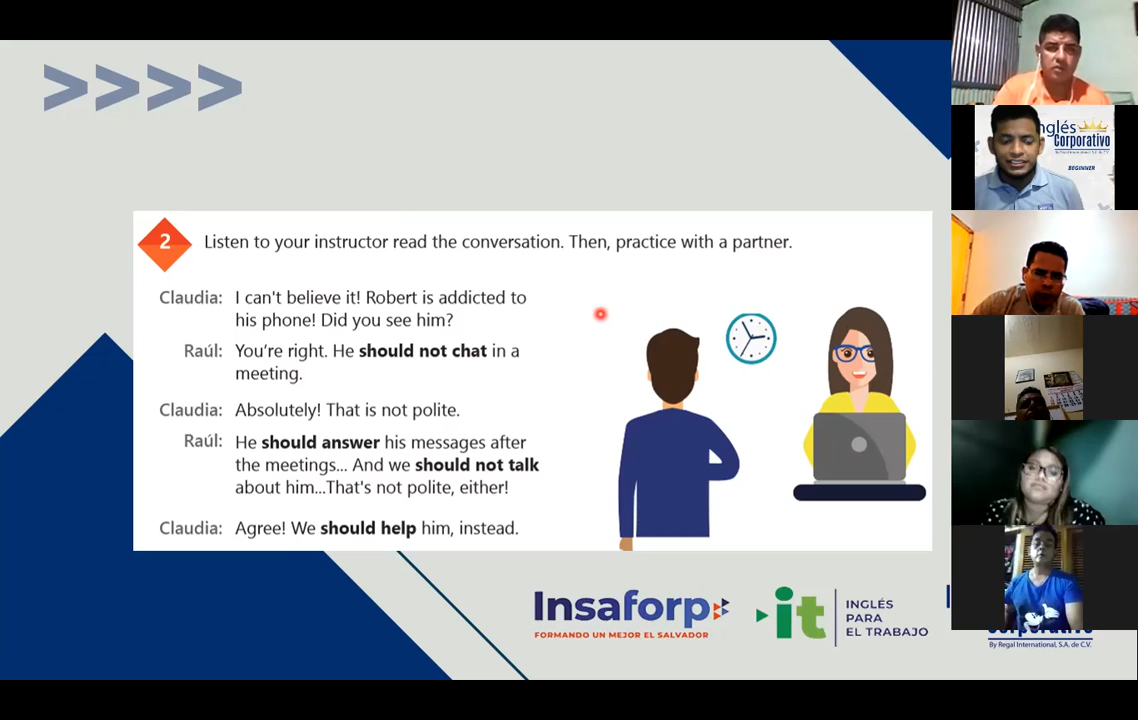 >>>>
2 Listen to your instructor read the conversation. Then, practice with a partner.
Claudia: I can't believe it! Robert is addicted to
his phone! Did you see him?
Raúl: You're right. He should not chat in a
meeting.
Claudia: Absolutely! That is not polite.
Raúl: He should answer his messages after
the meetings... And we should not talk
about him...That's not polite, either!
Claudia: Agree! We should help him, instead.
Insaforp
FORMANDO UN MEJOR EL SALVADOR
it
INGLÉS
PARA
EL TRABAJO
By Regal International, S.A. de C.V.
nglés
Corporativo
BEGINNER